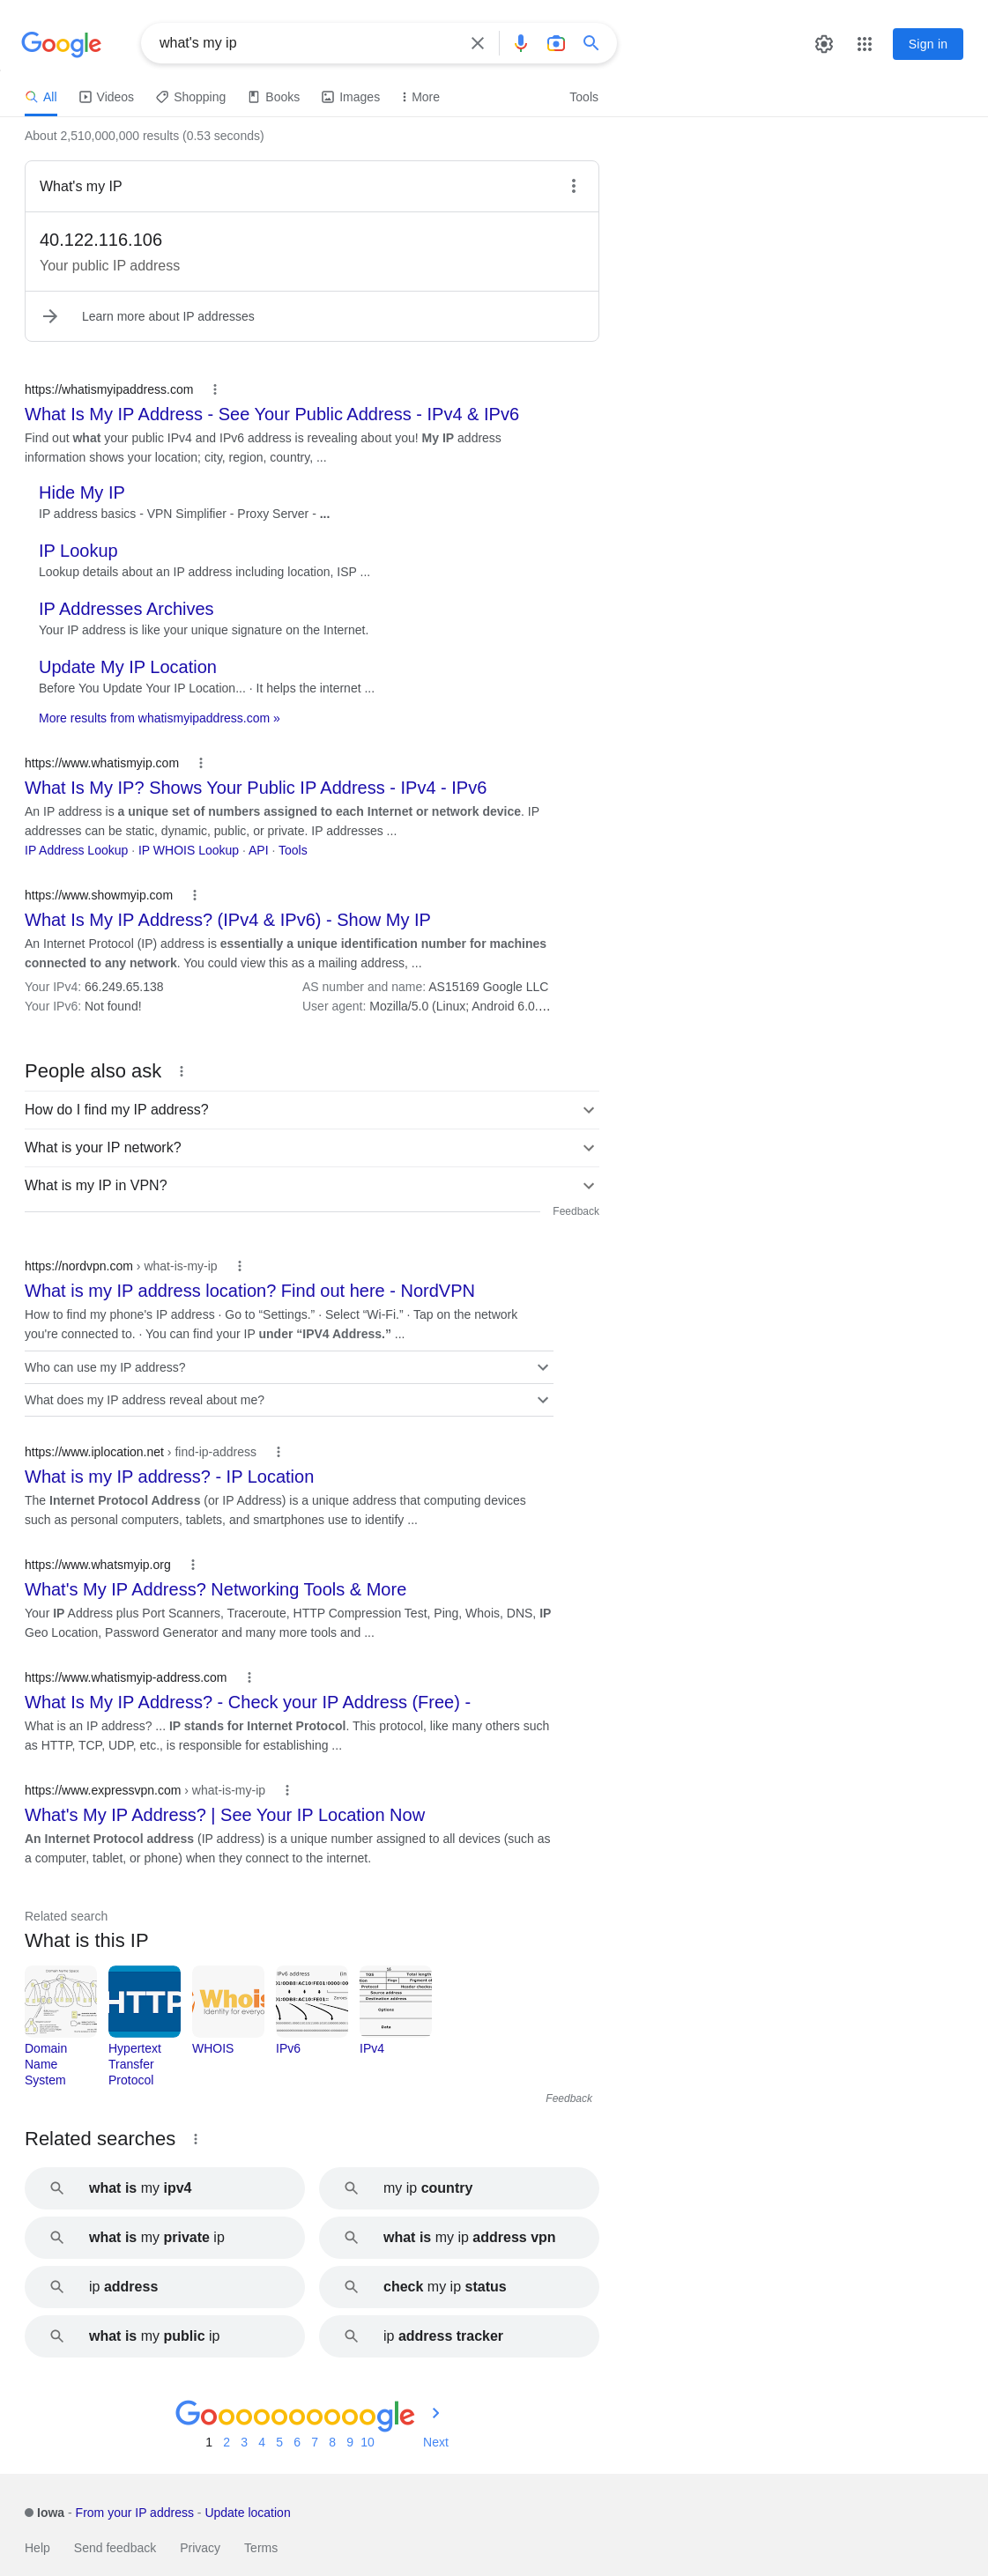 Google
what's my ip
Sign in
All Videos Shopping Books Images More Tools
About 2,510,000,000 results (0.53 seconds)
What's my IP
40.122.116.106
Your public IP address
Learn more about IP addresses
https://whatismyipaddress.com
What Is My IP Address - See Your Public Address - IPv4 & IPv6
Find out what your public IPv4 and IPv6 address is revealing about you! My IP address
information shows your location; city, region, country, ...
Hide My IP
IP address basics - VPN Simplifier - Proxy Server - ...
IP Lookup
Lookup details about an IP address including location, ISP ...
IP Addresses Archives
Your IP address is like your unique signature on the Internet.
Update My IP Location
Before You Update Your IP Location... · It helps the internet ...
More results from whatismyipaddress.com »
https://www.whatismyip.com
What Is My IP? Shows Your Public IP Address - IPv4 - IPv6
An IP address is a unique set of numbers assigned to each Internet or network device. IP
addresses can be static, dynamic, public, or private. IP addresses ...
IP Address Lookup · IP WHOIS Lookup · API · Tools
https://www.showmyip.com
What Is My IP Address? (IPv4 & IPv6) - Show My IP
An Internet Protocol (IP) address is essentially a unique identification number for machines
connected to any network. You could view this as a mailing address, ...
Your IPv4: 66.249.65.138 AS number and name: AS15169 Google LLC
Your IPv6: Not found! User agent: Mozilla/5.0 (Linux; Android 6.0....
People also ask
How do I find my IP address?
What is your IP network?
What is my IP in VPN?
Feedback
https://nordvpn.com › what-is-my-ip
What is my IP address location? Find out here - NordVPN
How to find my phone's IP address · Go to “Settings.” · Select “Wi-Fi.” · Tap on the network
you're connected to. · You can find your IP under “IPV4 Address.” ...
Who can use my IP address?
What does my IP address reveal about me?
https://www.iplocation.net › find-ip-address
What is my IP address? - IP Location
The Internet Protocol Address (or IP Address) is a unique address that computing devices
such as personal computers, tablets, and smartphones use to identify ...
https://www.whatsmyip.org
What's My IP Address? Networking Tools & More
Your IP Address plus Port Scanners, Traceroute, HTTP Compression Test, Ping, Whois, DNS, IP
Geo Location, Password Generator and many more tools and ...
https://www.whatismyip-address.com
What Is My IP Address? - Check your IP Address (Free) -
What is an IP address? ... IP stands for Internet Protocol. This protocol, like many others such
as HTTP, TCP, UDP, etc., is responsible for establishing ...
https://www.expressvpn.com › what-is-my-ip
What's My IP Address? | See Your IP Location Now
An Internet Protocol address (IP address) is a unique number assigned to all devices (such as
a computer, tablet, or phone) when they connect to the internet.
Related search
What is this IP
Domain Name Space
HTTP
Whois
Identity for everyo
IPv6 address
Zeroes
Total length
Protocol
Source address
Destination address
Options
Data
Domain
Name
System
Hypertext
Transfer
Protocol
WHOIS
IPv6
IPv4
Feedback
Related searches
what is my ipv4
my ip country
what is my private ip
what is my ip address vpn
ip address
check my ip status
what is my public ip
ip address tracker
Goooooooooogle
1 2 3 4 5 6 7 8 9 10 Next
Iowa - From your IP address - Update location
Help Send feedback Privacy Terms